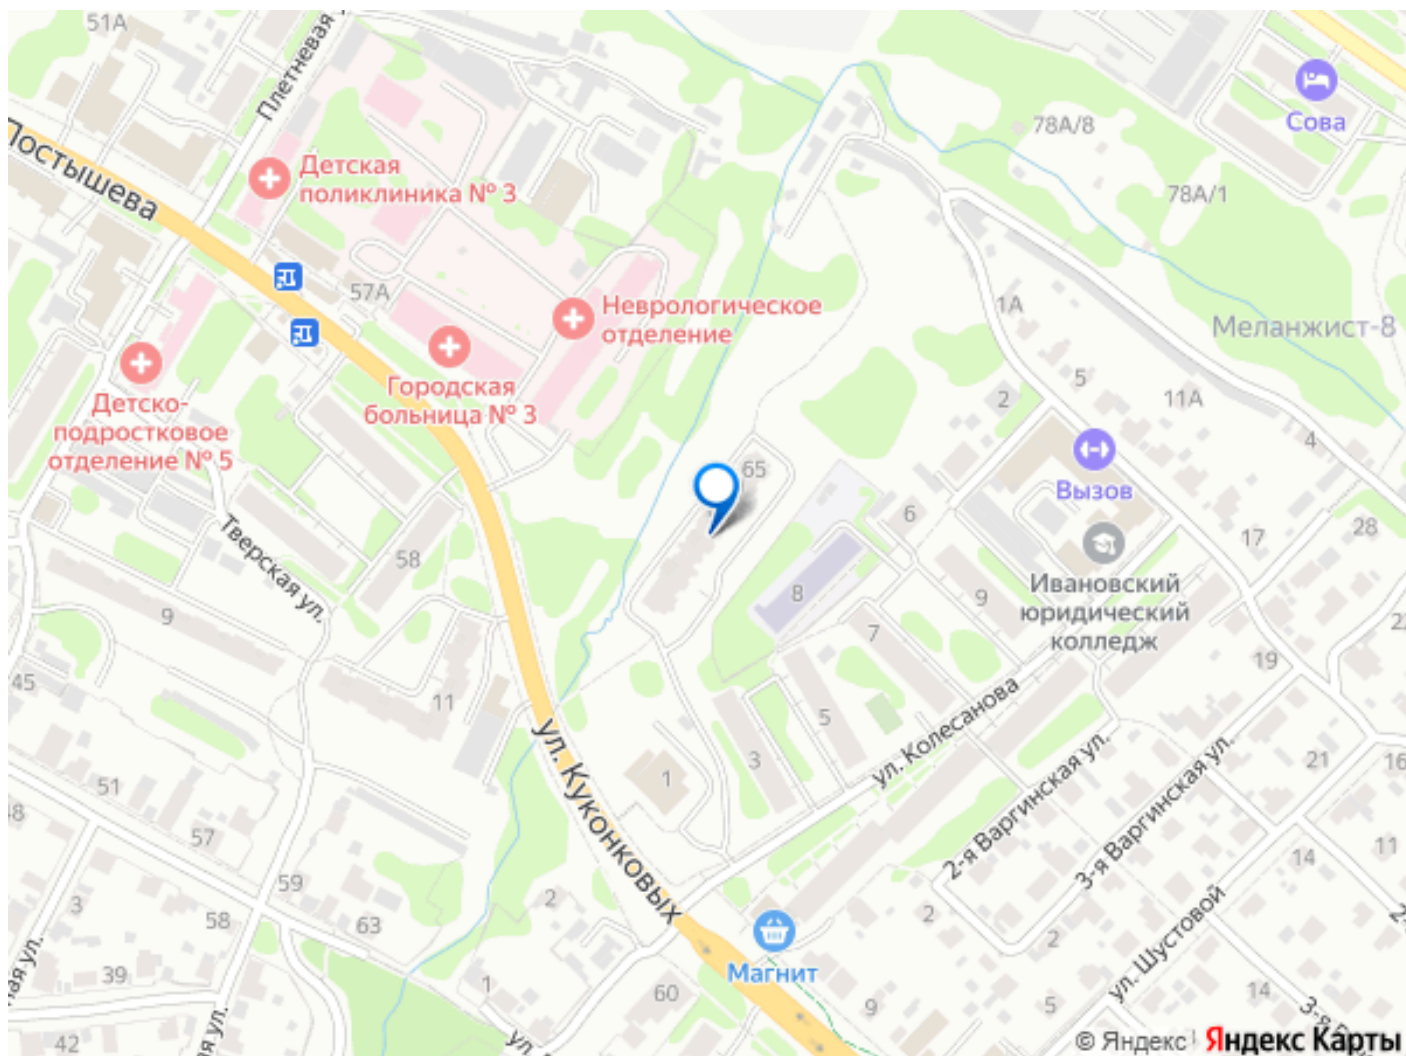 51А
Плетневая
Постышева
Детская
поликлиника № 3
57А
Неврологическое
отделение
Городская
больница № 3
Детско-
подростковое
отделение № 5
Сова
78А/8
78А/1
1А
Меланжист-8
5
2
11А
4
Вызов
65
6
17
28
Ивановский
юридический
колледж
Тверская ул.
58
8
9
9
7
19
45
11
5
ул. Колесанова
3
1
ул. Куконковых
51
57
2-я Варгинская ул.
3-я Варгинская ул.
21
16
11
14
59
3
58
63
2
2
2
ул. Шустовой
Магнит
39
1
60
9
5
14
42
ул.
© Яндекс
Яндекс Карты